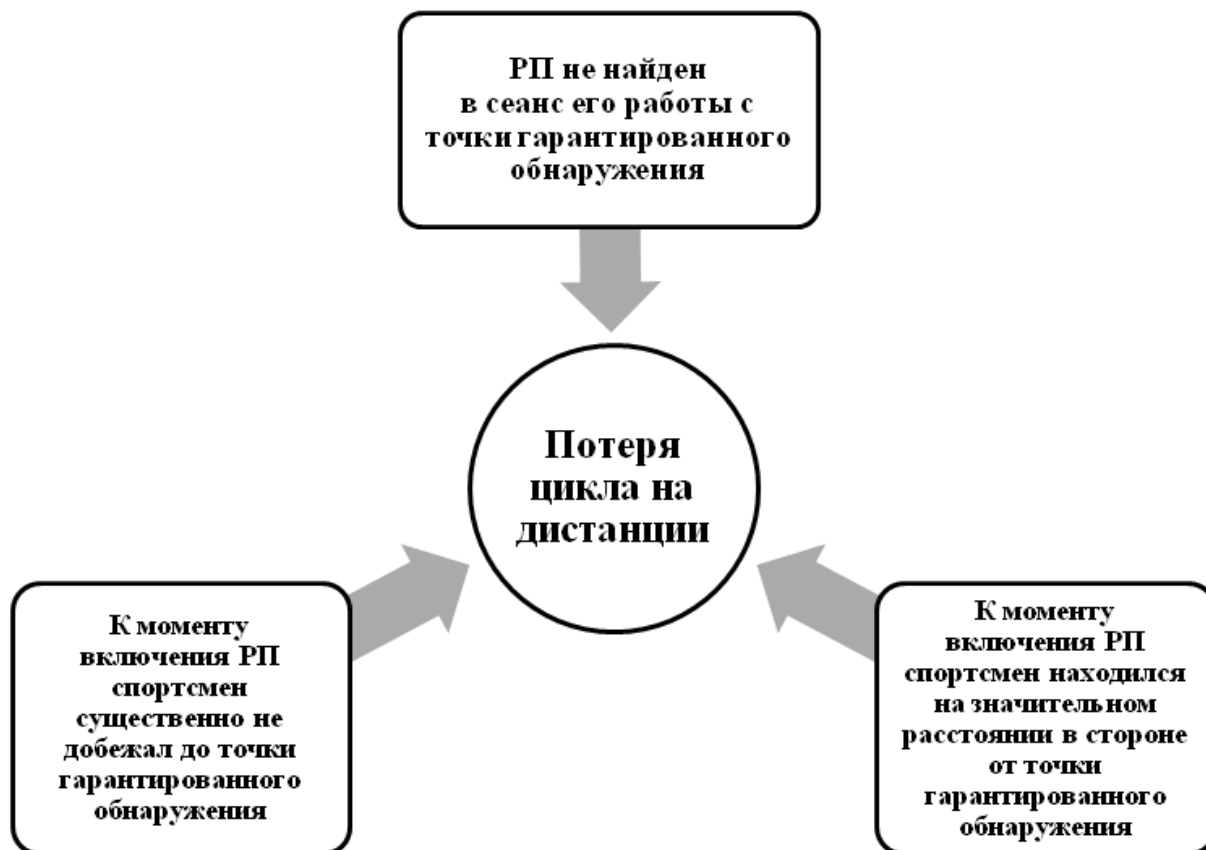 РП не найден
в сеанс его работы с
точки гарантированного
обнаружения
Потеря
цикла на
дистанции
К моменту
включения РП
спортсмен
существенно не
добежал до точки
гарантированного
обнаружения
К моменту
включения РП
спортсмен находился
на значительном
расстоянии в стороне
от точки
гарантированного
обнаружения